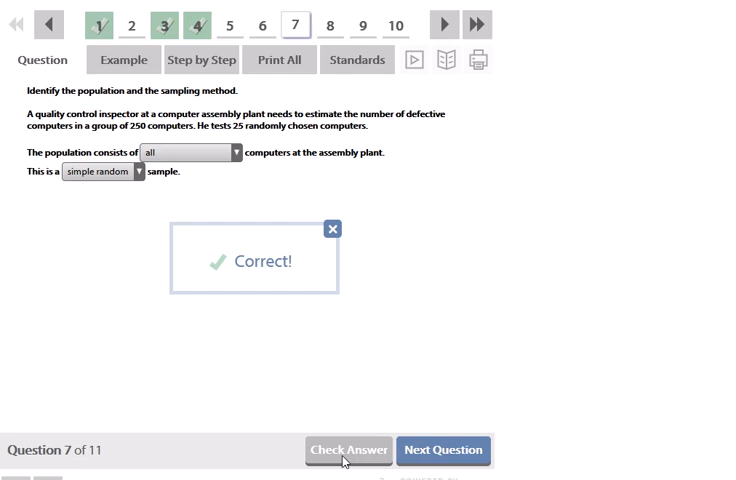 1 2 3 4 5 6 7 8 9 10
Question Example Step by Step Print All Standards
Identify the population and the sampling method.
A quality control inspector at a computer assembly plant needs to estimate the number of defective
computers in a group of 250 computers. He tests 25 randomly chosen computers.
The population consists of all computers at the assembly plant.
This is a simple random sample.
Correct!
Question 7 of 11 Check Answer Next Question